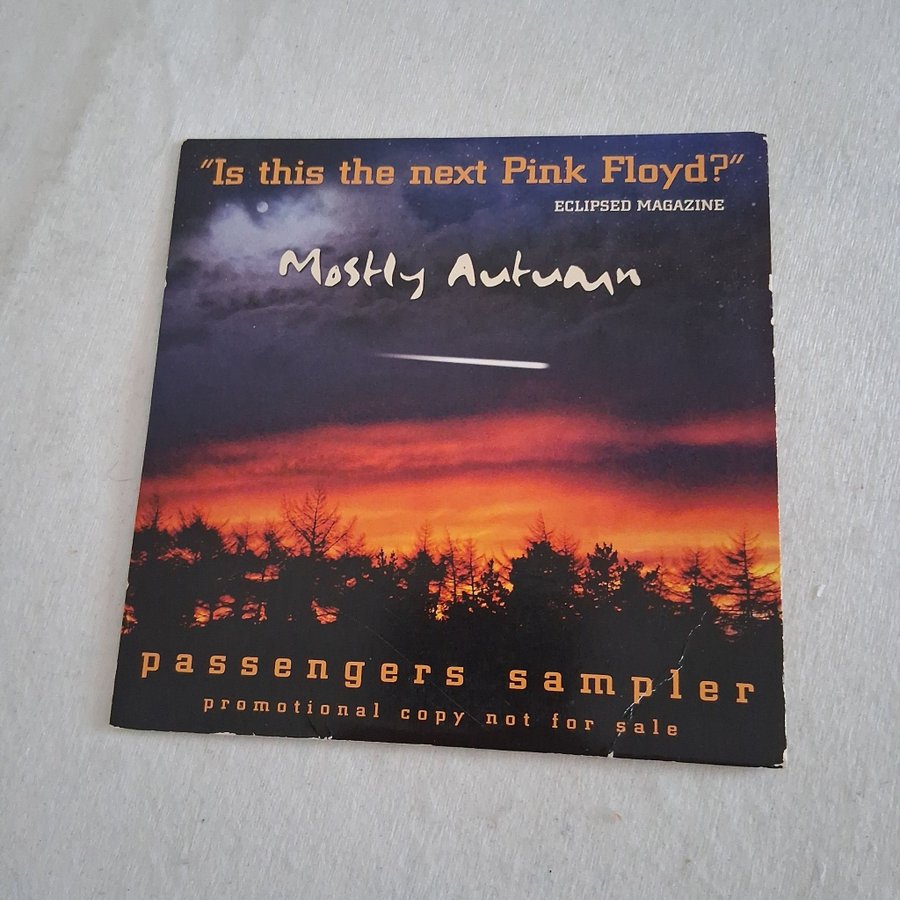 "Is this the next Pink Floyd?"
ECLIPSED MAGAZINE
Mostly Autumn
passengers sampler
promotional copy not for sale